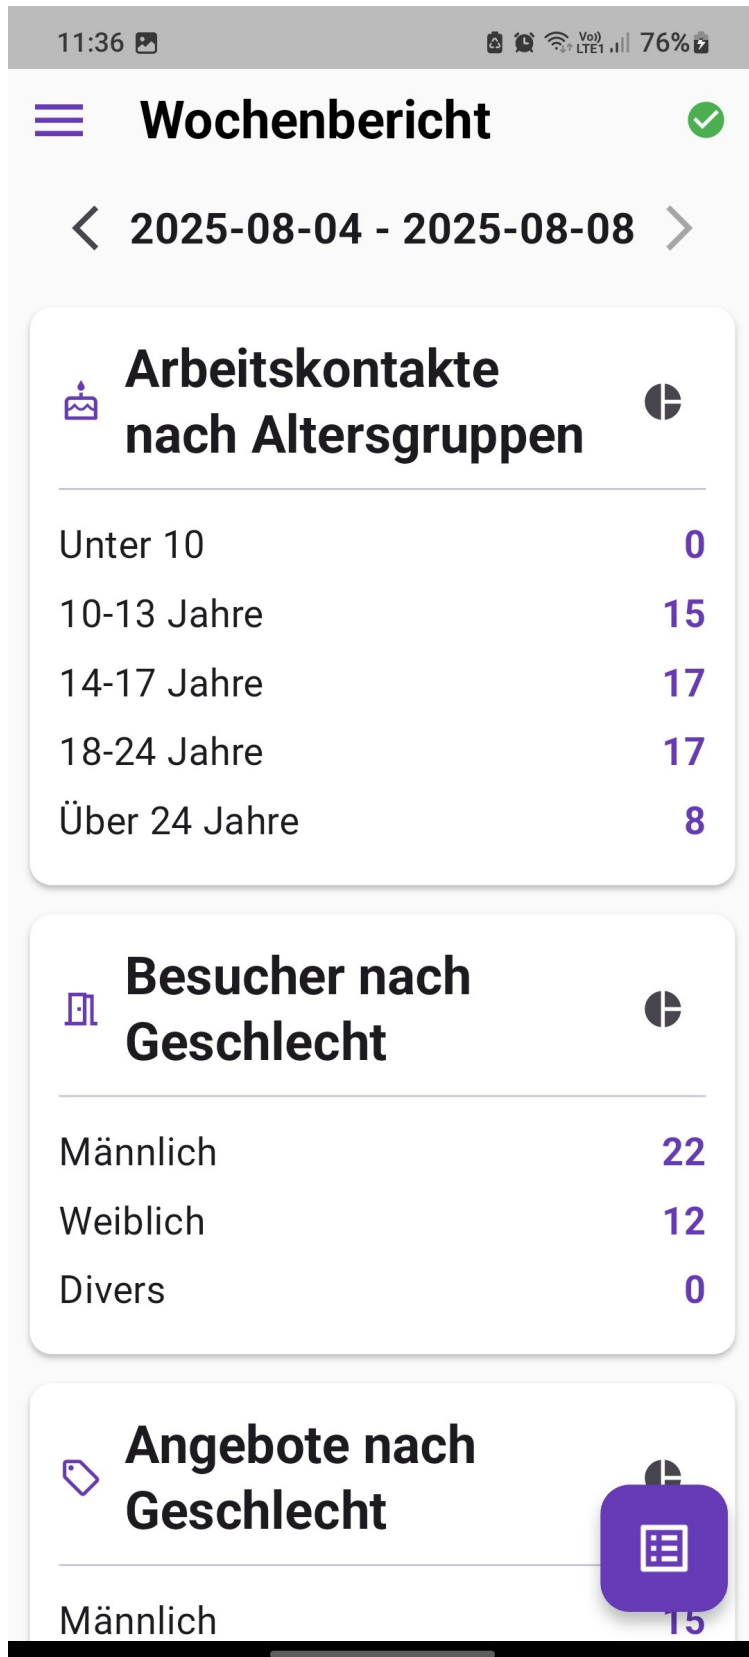 11:36
Vo)) LTE1 76%
Wochenbericht
2025-08-04 - 2025-08-08
Arbeitskontakte
nach Altersgruppen
Unter 10 0
10-13 Jahre 15
14-17 Jahre 17
18-24 Jahre 17
Über 24 Jahre 8
Besucher nach
Geschlecht
Männlich 22
Weiblich 12
Divers 0
Angebote nach
Geschlecht
Männlich 15